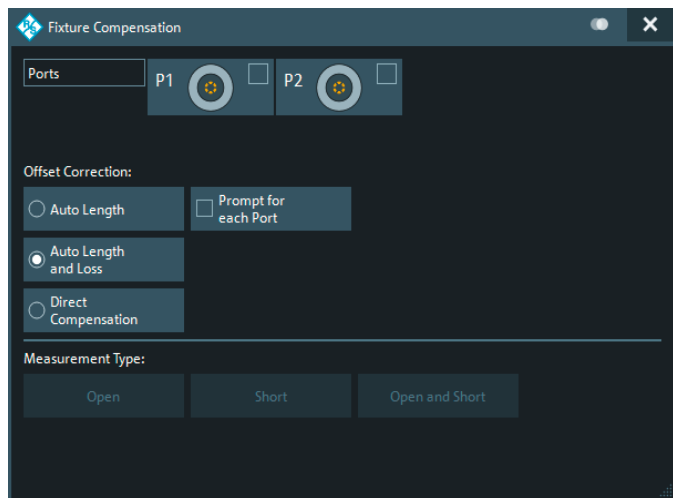 Fixture Compensation
Ports
P1
P2
Offset Correction:
Auto Length
Prompt for
each Port
Auto Length
and Loss
Direct
Compensation
Measurement Type:
Open
Short
Open and Short